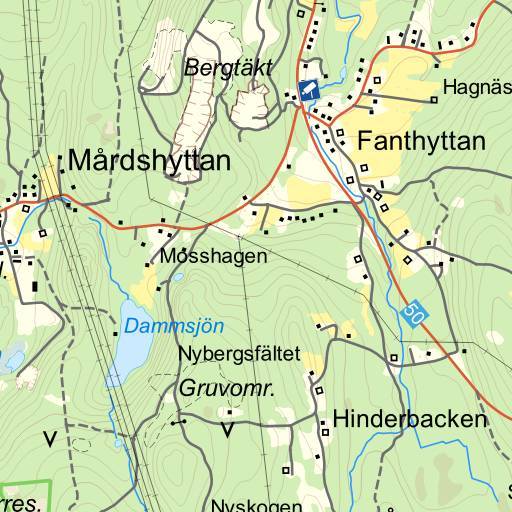 Bergtäkt
Hagnäs
Fanthyttan
Mårdshyttan
Mosshagen
50
Dammsjön
Nybergsfältet
Gruvomr.
Hinderbacken
Nyskogen